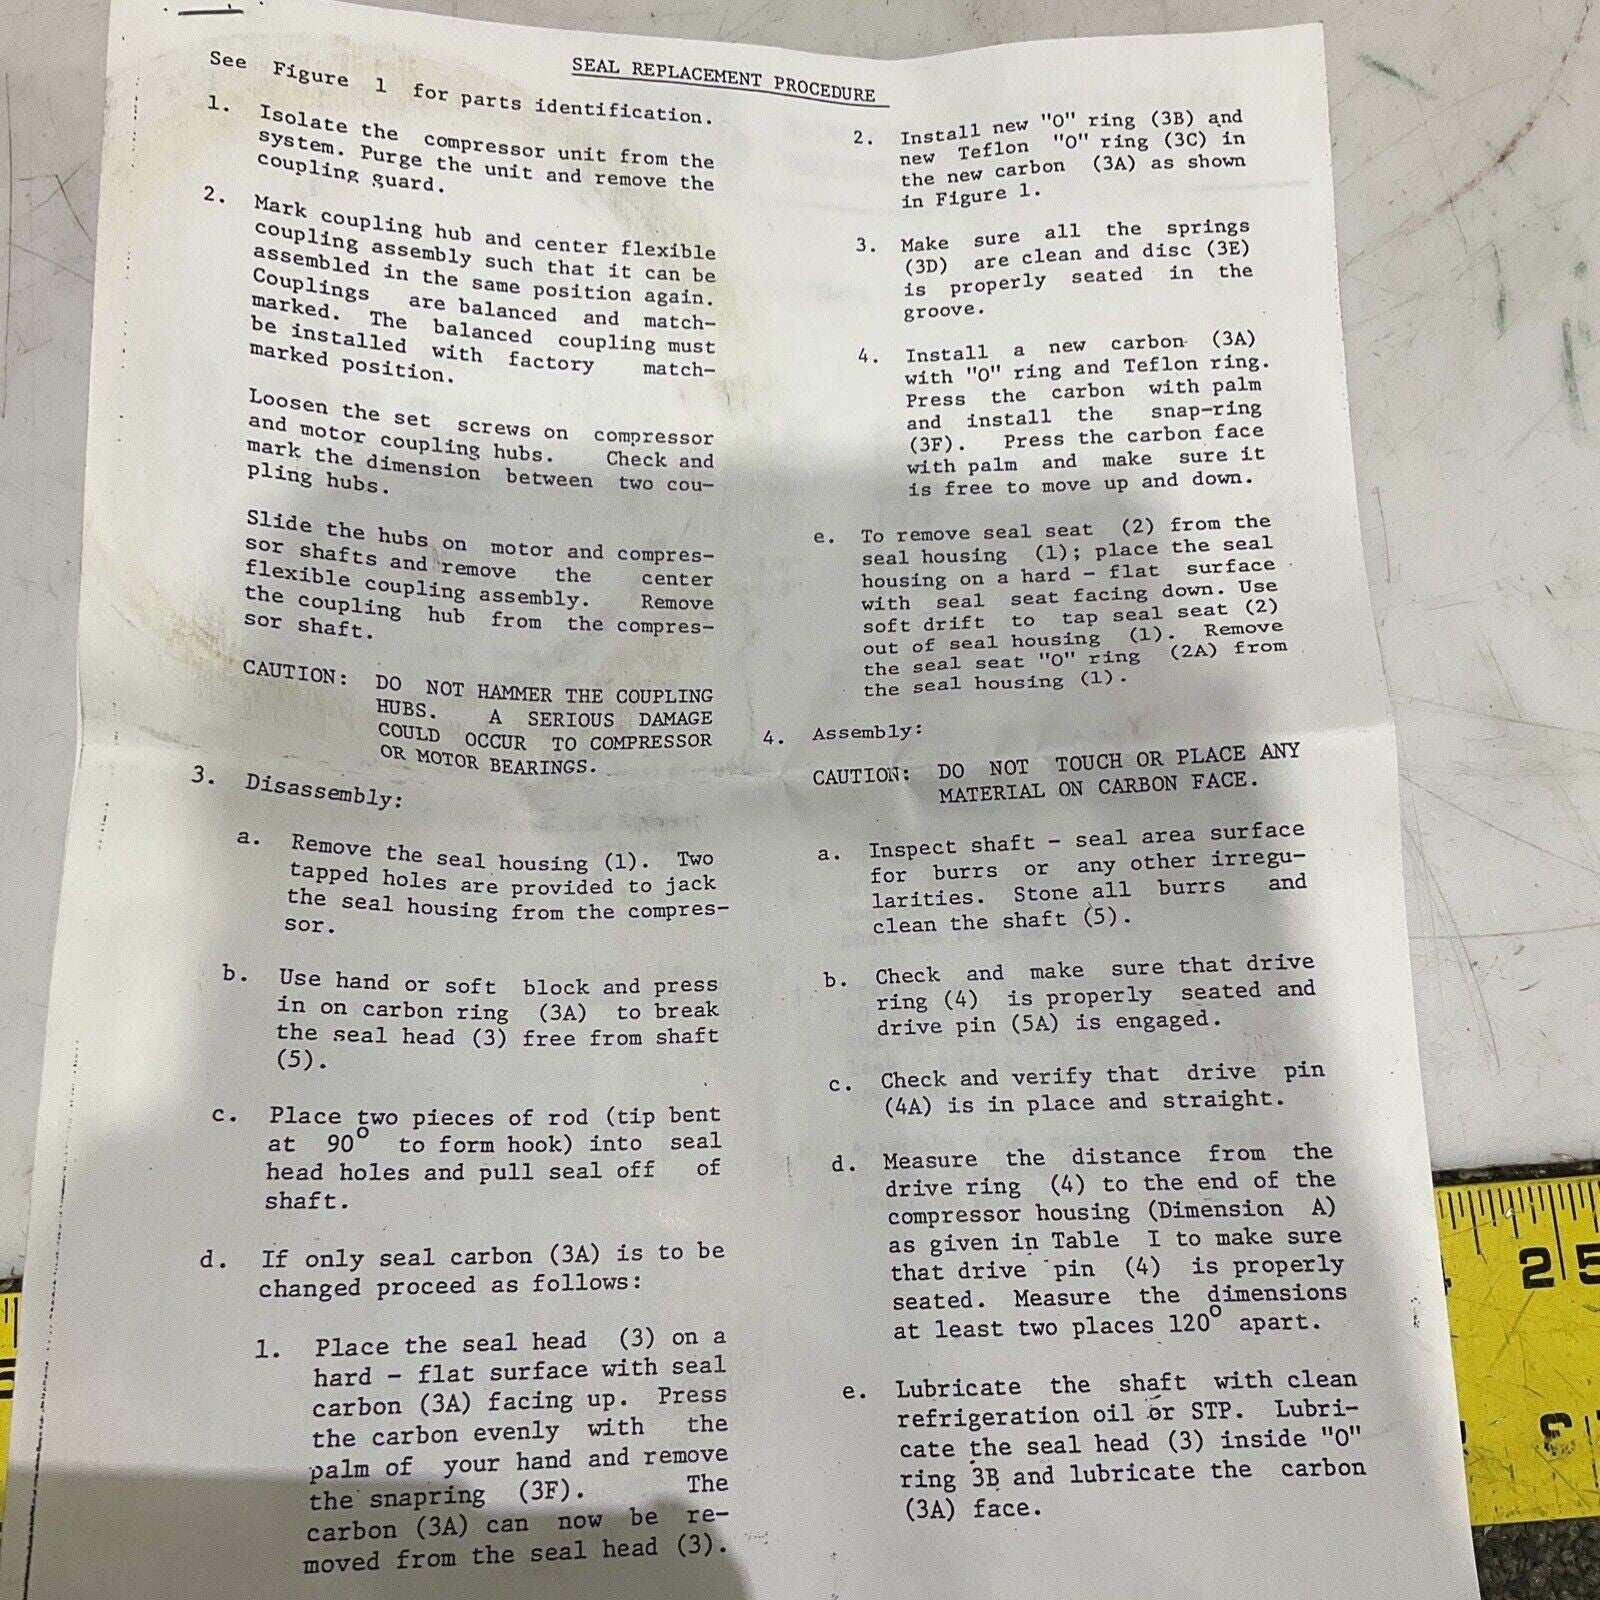 SEAL REPLACEMENT PROCEDURE
See Figure 1 for parts identification.
1. Isolate the compressor unit from the
system. Purge the unit and remove the
coupling guard.
2. Mark coupling hub and center flexible
coupling assembly such that it can be
assembled in the same position again.
Couplings are balanced and match-
marked. The balanced coupling must
be installed with factory match-
marked position.
Loosen the set screws on compressor
and motor coupling hubs. Check and
mark the dimension between two cou-
pling hubs.
Slide the hubs on motor and compres-
sor shafts and remove the center
flexible coupling assembly. Remove
the coupling hub from the compres-
sor shaft.
CAUTION: DO NOT HAMMER THE COUPLING
HUBS. A SERIOUS DAMAGE
COULD OCCUR TO COMPRESSOR
OR MOTOR BEARINGS.
3. Disassembly:
a. Remove the seal housing (1). Two
tapped holes are provided to jack
the seal housing from the compres-
sor.
b. Use hand or soft block and press
in on carbon ring (3A) to break
the seal head (3) free from shaft
(5).
c. Place two pieces of rod (tip bent
at 90° to form hook) into seal
head holes and pull seal off of
shaft.
d. If only seal carbon (3A) is to be
changed proceed as follows:
1. Place the seal head (3) on a
hard - flat surface with seal
carbon (3A) facing up. Press
the carbon evenly with the
palm of your hand and remove
the snapring (3F). The
carbon (3A) can now be re-
moved from the seal head (3).
2. Install new "O" ring (3B) and
new Teflon "O" ring (3C) in
the new carbon (3A) as shown
in Figure 1.
3. Make sure all the springs
(3D) are clean and disc (3E)
is properly seated in the
groove.
4. Install a new carbon (3A)
with "O" ring and Teflon ring.
Press the carbon with palm
and install the snap-ring
(3F). Press the carbon face
with palm and make sure it
is free to move up and down.
e. To remove seal seat (2) from the
seal housing (1); place the seal
housing on a hard - flat surface
with seal seat facing down. Use
soft drift to tap seal seat (2)
out of seal housing (1). Remove
the seal seat "O" ring (2A) from
the seal housing (1).
4. Assembly:
CAUTION: DO NOT TOUCH OR PLACE ANY
MATERIAL ON CARBON FACE.
a. Inspect shaft - seal area surface
for burrs or any other irregu-
larities. Stone all burrs and
clean the shaft (5).
b. Check and make sure that drive
ring (4) is properly seated and
drive pin (5A) is engaged.
c. Check and verify that drive pin
(4A) is in place and straight.
d. Measure the distance from the
drive ring (4) to the end of the
compressor housing (Dimension A)
as given in Table I to make sure
that drive pin (4) is properly
seated. Measure the dimensions
at least two places 120° apart.
e. Lubricate the shaft with clean
refrigeration oil or STP. Lubri-
cate the seal head (3) inside "O"
ring 3B and lubricate the carbon
(3A) face.
25